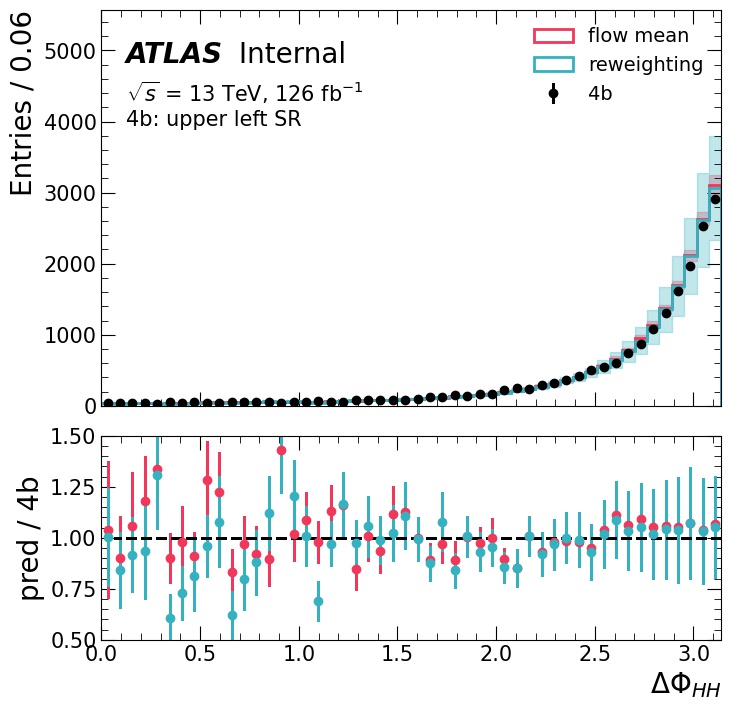 Entries / 0.06
5000
4000
3000
2000
1000
0
ATLAS Internal
√s = 13 TeV, 126 fb⁻¹
4b: upper left SR
flow mean
reweighting
4b
pred / 4b
1.50
1.25
1.00
0.75
0.50
0.0 0.5 1.0 1.5 2.0 2.5 3.0
ΔΦ_HH